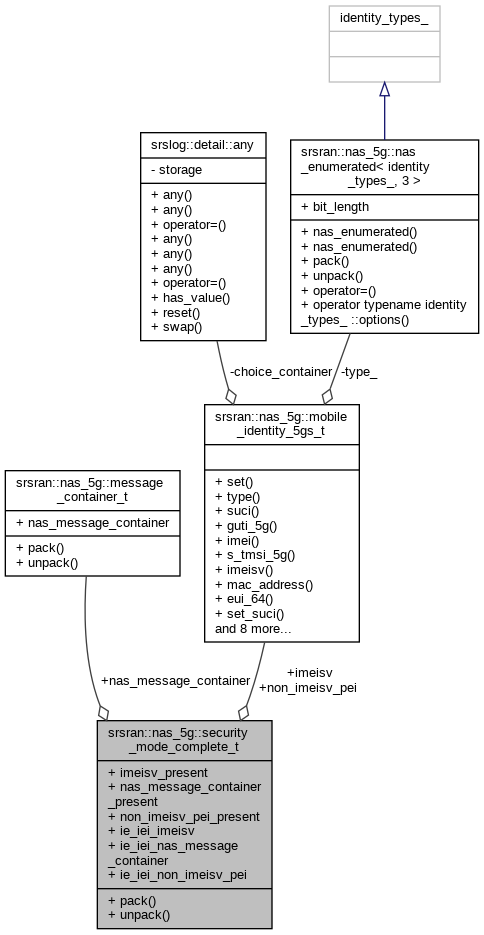 identity_types_
srslog::detail::any
- storage
+ any()
+ any()
+ operator=()
+ any()
+ any()
+ any()
+ operator=()
+ has_value()
+ reset()
+ swap()
srsran::nas_5g::nas
_enumerated< identity
_types_, 3 >
+ bit_length
+ nas_enumerated()
+ nas_enumerated()
+ pack()
+ unpack()
+ operator=()
+ operator typename identity
_types_ ::options()
-choice_container
-type_
srsran::nas_5g::mobile
_identity_5gs_t
+ set()
+ type()
+ suci()
+ guti_5g()
+ imei()
+ s_tmsi_5g()
+ imeisv()
+ mac_address()
+ eui_64()
+ set_suci()
and 8 more...
srsran::nas_5g::message
_container_t
+ nas_message_container
+ pack()
+ unpack()
+nas_message_container
+imeisv
+non_imeisv_pei
srsran::nas_5g::security
_mode_complete_t
+ imeisv_present
+ nas_message_container
_present
+ non_imeisv_pei_present
+ ie_iei_imeisv
+ ie_iei_nas_message
_container
+ ie_iei_non_imeisv_pei
+ pack()
+ unpack()